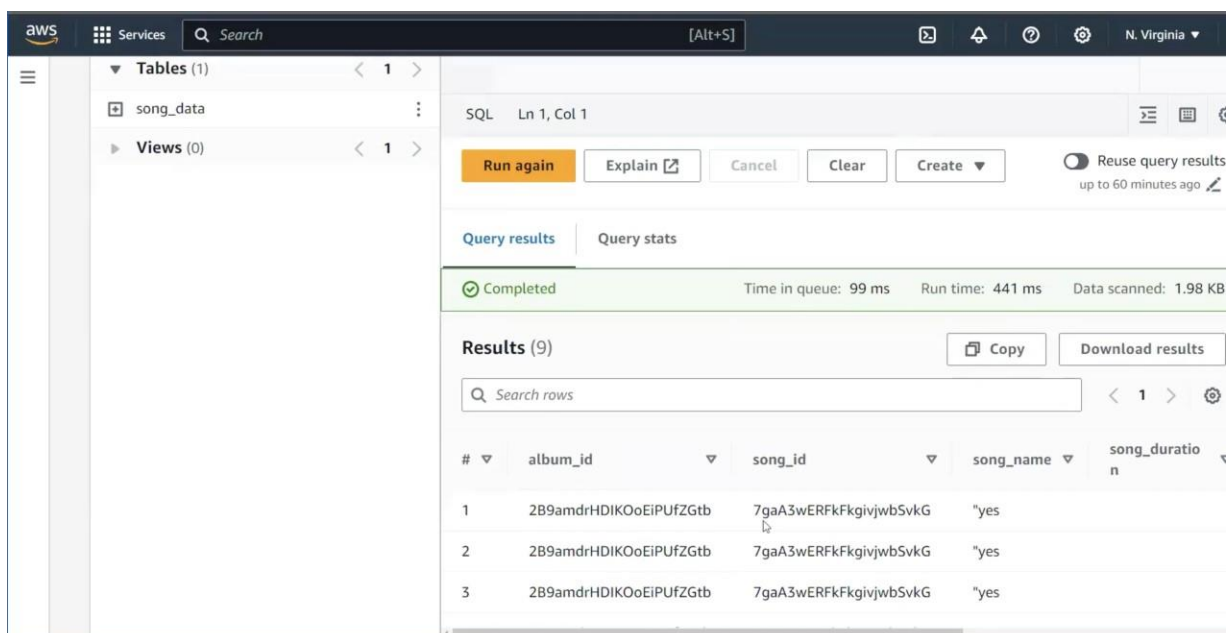 aws Services Search [Alt+S] N. Virginia
Tables (1) 1
song_data
Views (0) 1
SQL Ln 1, Col 1
Run again Explain Cancel Clear Create Reuse query results
up to 60 minutes ago
Query results Query stats
Completed Time in queue: 99 ms Run time: 441 ms Data scanned: 1.98 KB
Results (9) Copy Download results
Search rows 1
# album_id song_id song_name song_duratio
n
1 2B9amdrHDIKOoEiPUfZGtb 7gaA3wERFkFkgivjwbSvkG "yes
2 2B9amdrHDIKOoEiPUfZGtb 7gaA3wERFkFkgivjwbSvkG "yes
3 2B9amdrHDIKOoEiPUfZGtb 7gaA3wERFkFkgivjwbSvkG "yes